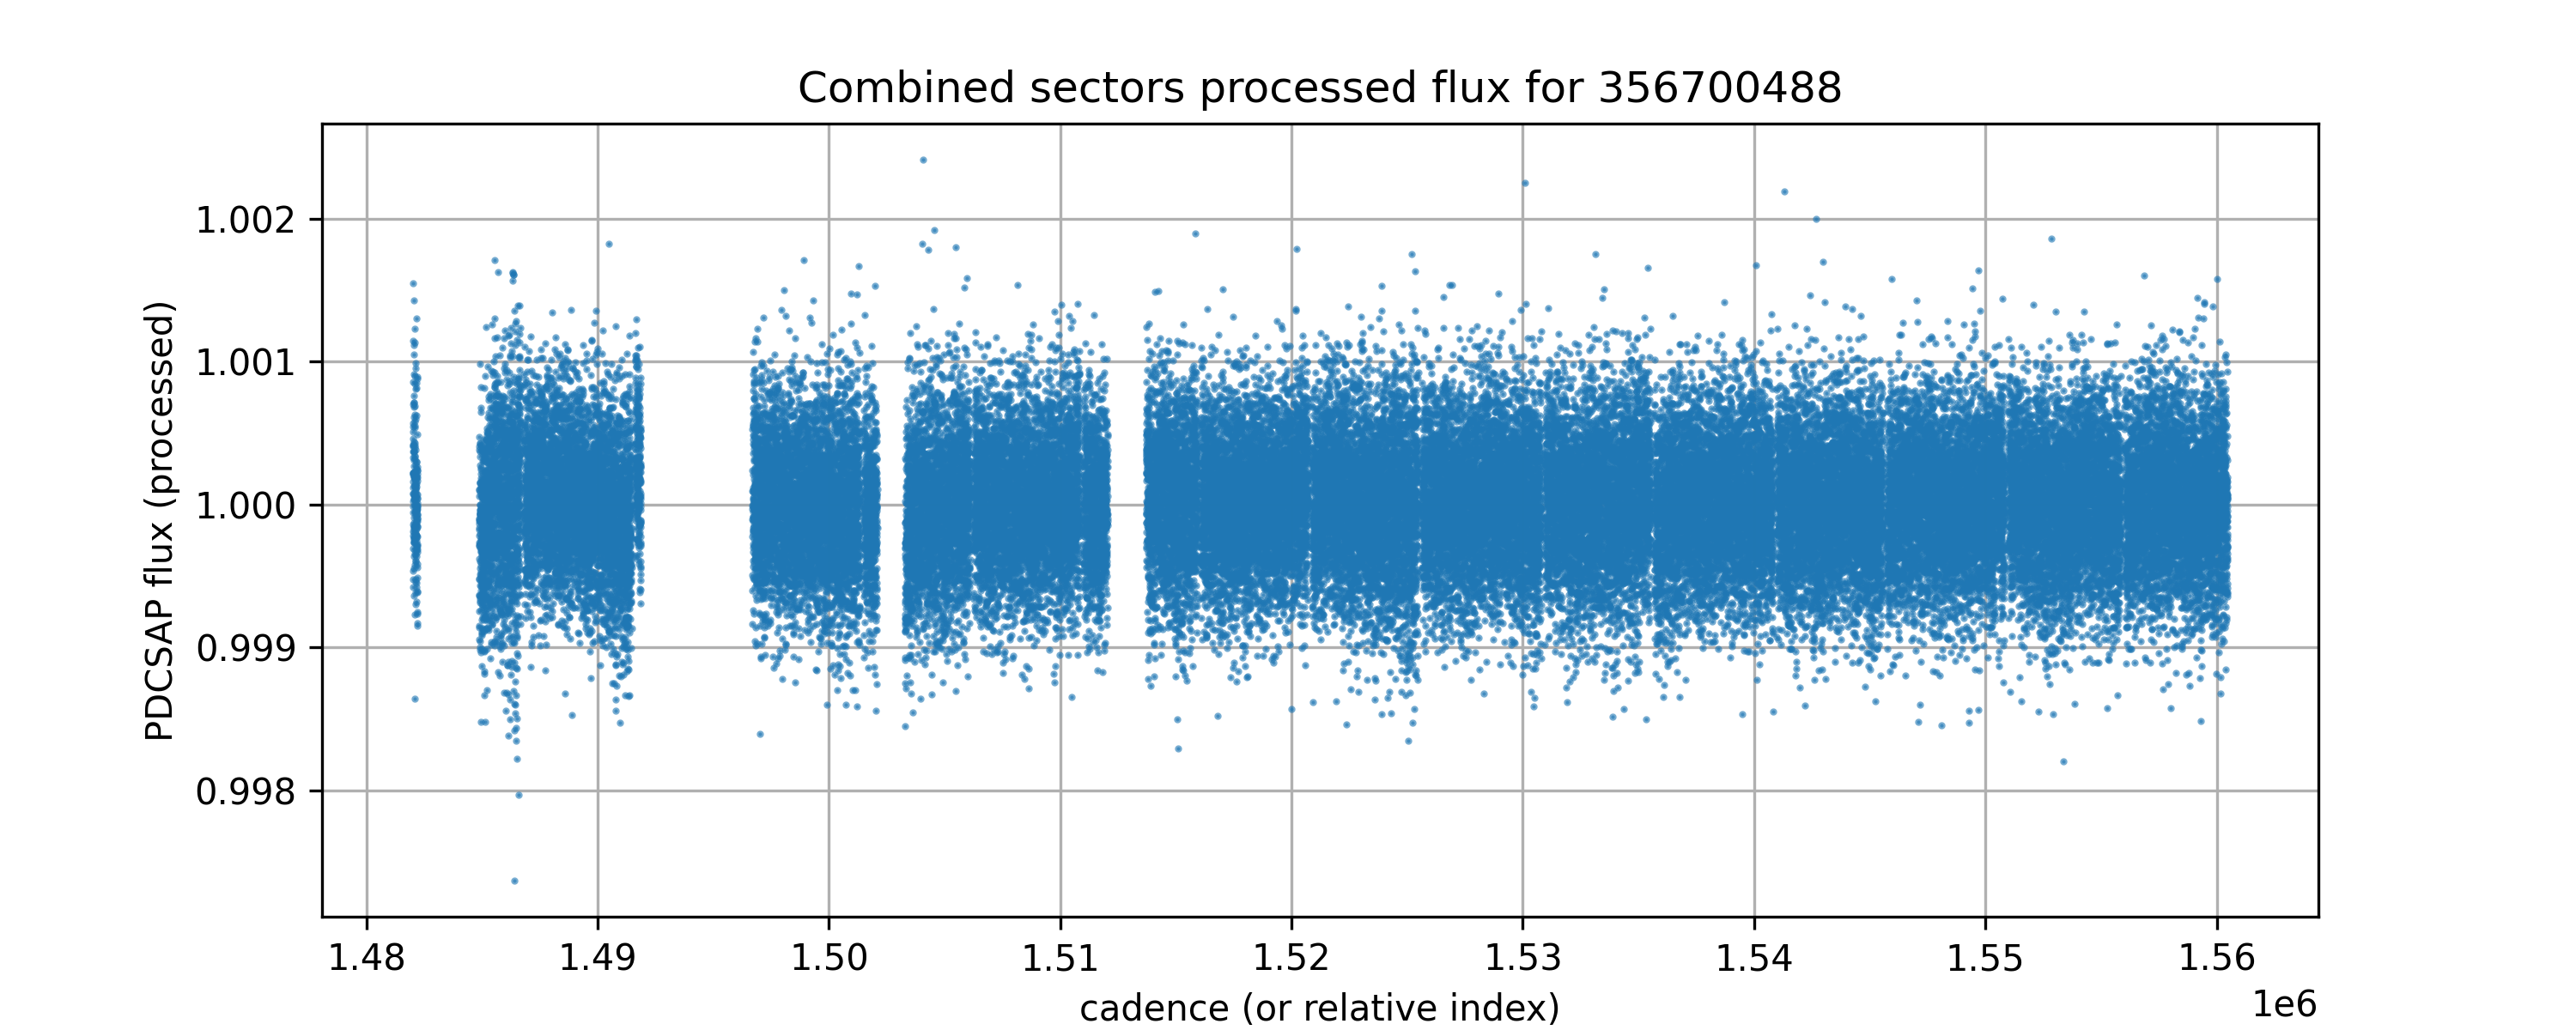 Combined sectors processed flux for 356700488
PDCSAP flux (processed)
1.002
1.001
1.000
0.999
0.998
1.48 1.49 1.50 1.51 1.52 1.53 1.54 1.55 1.56
1e6
cadence (or relative index)